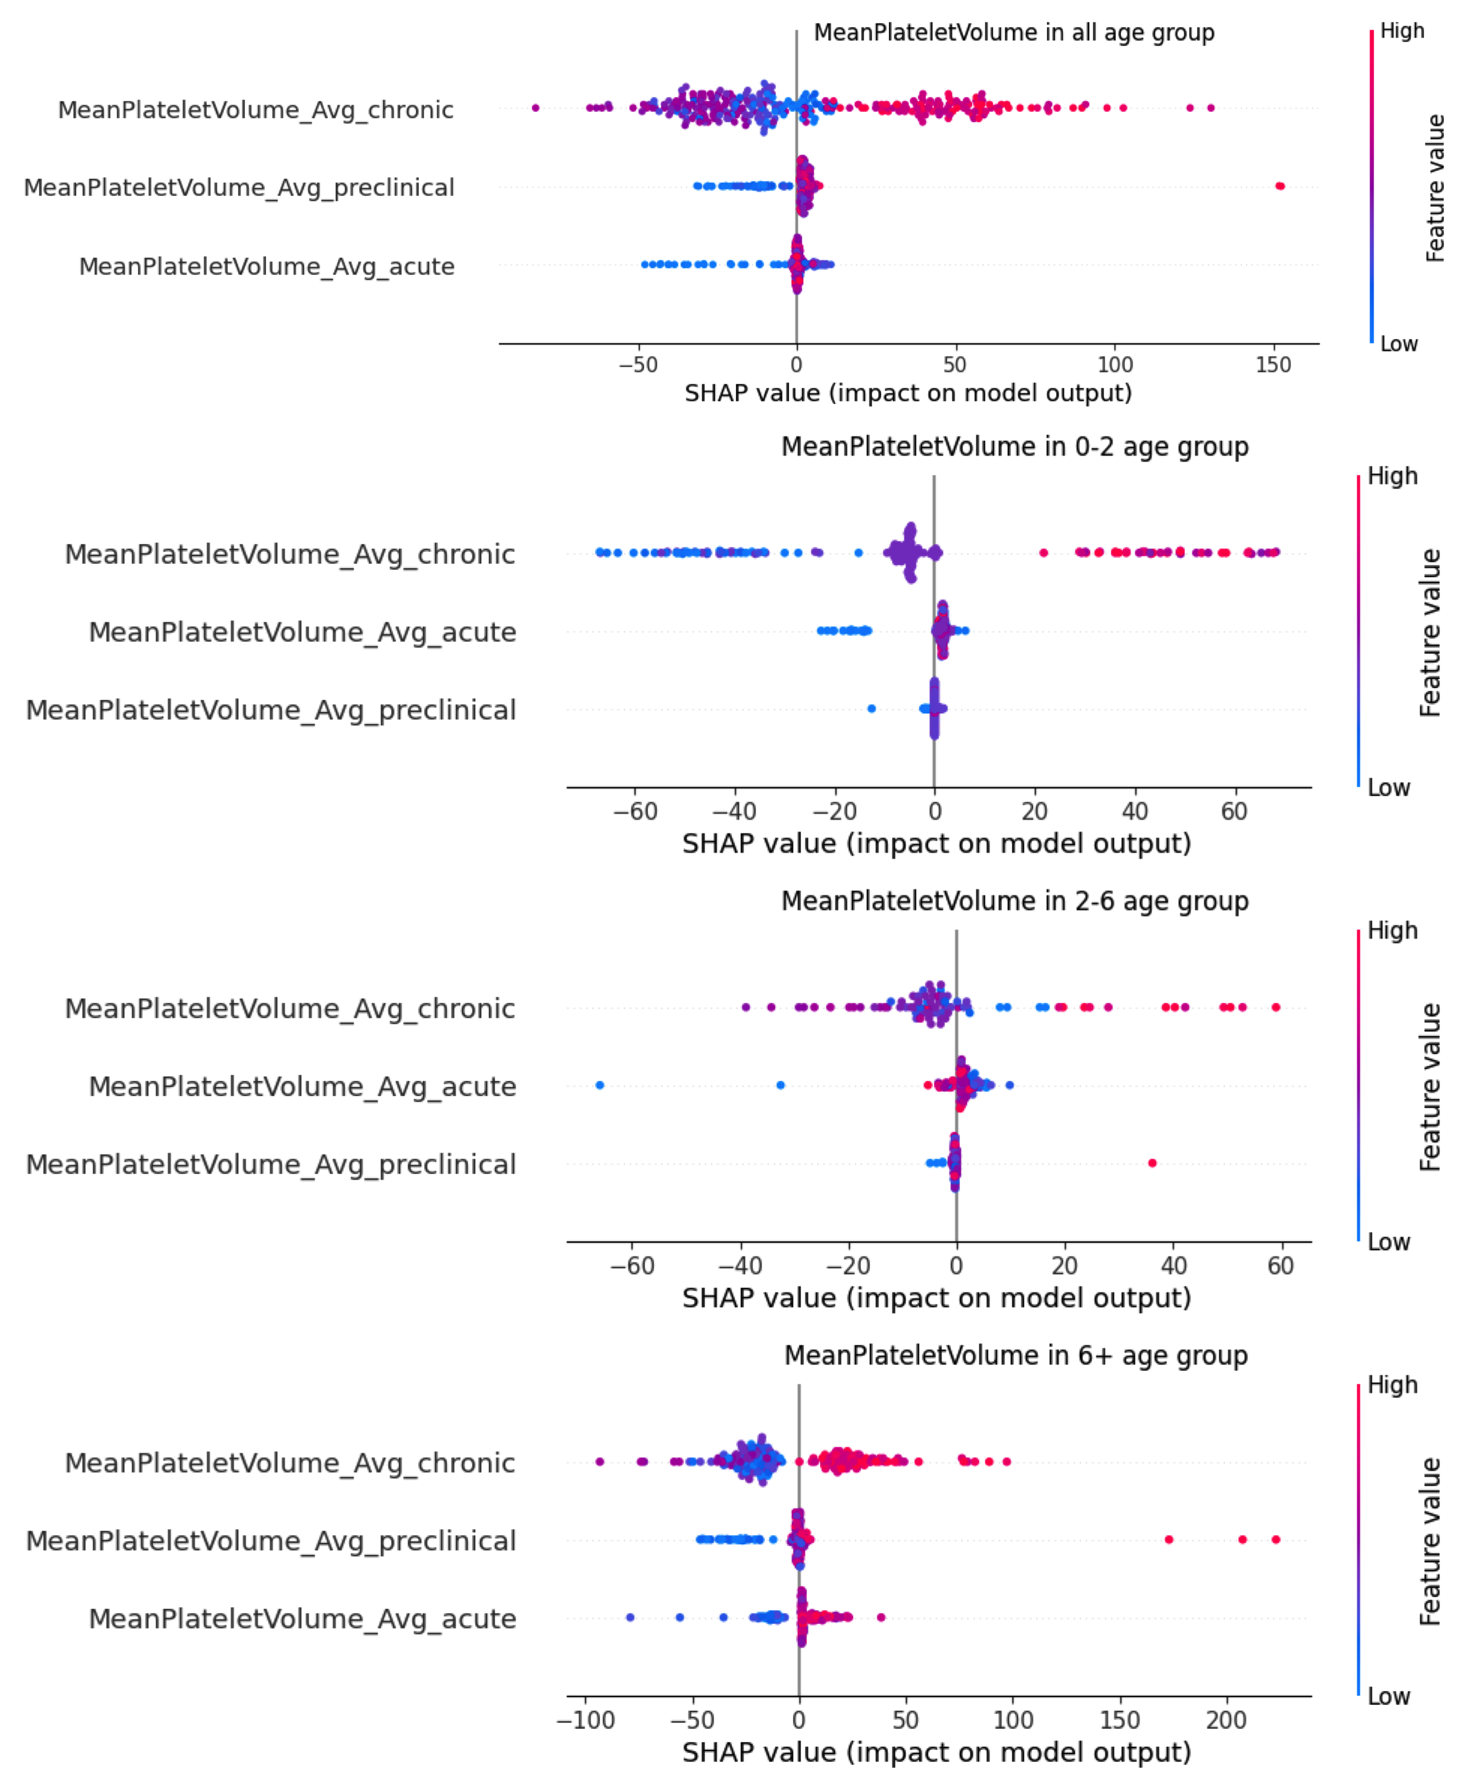 MeanPlateletVolume in all age group
High
MeanPlateletVolume_Avg_chronic
MeanPlateletVolume_Avg_preclinical
MeanPlateletVolume_Avg_acute
Feature value
Low
−50 0 50 100 150
SHAP value (impact on model output)
MeanPlateletVolume in 0-2 age group
High
MeanPlateletVolume_Avg_chronic
MeanPlateletVolume_Avg_acute
MeanPlateletVolume_Avg_preclinical
Feature value
Low
−60 −40 −20 0 20 40 60
SHAP value (impact on model output)
MeanPlateletVolume in 2-6 age group
High
MeanPlateletVolume_Avg_chronic
MeanPlateletVolume_Avg_acute
MeanPlateletVolume_Avg_preclinical
Feature value
Low
−60 −40 −20 0 20 40 60
SHAP value (impact on model output)
MeanPlateletVolume in 6+ age group
High
MeanPlateletVolume_Avg_chronic
MeanPlateletVolume_Avg_preclinical
MeanPlateletVolume_Avg_acute
Feature value
Low
−100 −50 0 50 100 150 200
SHAP value (impact on model output)